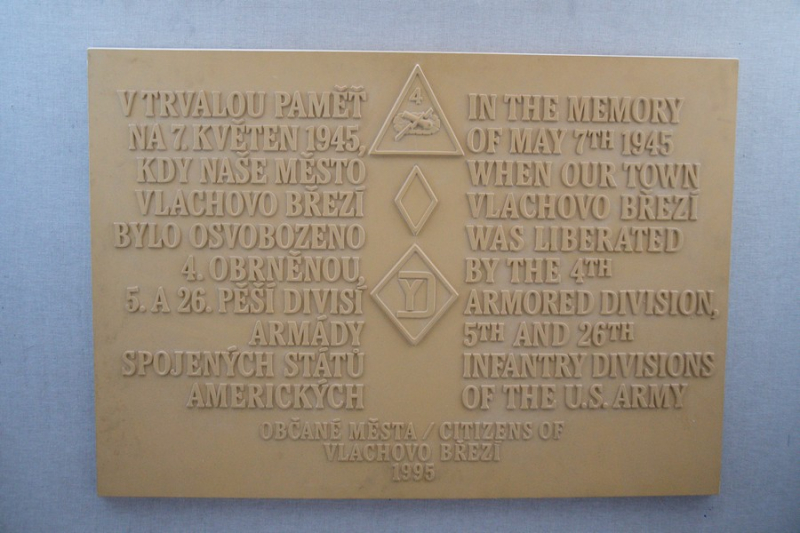 V TRVALOU PAMĚŤ
NA 7. KVĚTEN 1945,
KDY NAŠE MĚSTO
VLACHOVO BŘEZÍ
BYLO OSVOBOZENO
4. OBRNĚNOU,
5. A 26. PĚŠÍ DIVISÍ
ARMÁDY
SPOJENÝCH STÁTŮ
AMERICKÝCH
4
YD
IN THE MEMORY
OF MAY 7TH 1945
WHEN OUR TOWN
VLACHOVO BŘEZÍ
WAS LIBERATED
BY THE 4TH
ARMORED DIVISION,
5TH AND 26TH
INFANTRY DIVISIONS
OF THE U.S. ARMY
OBČANÉ MĚSTA / CITIZENS OF
VLACHOVO BŘEZÍ
1995